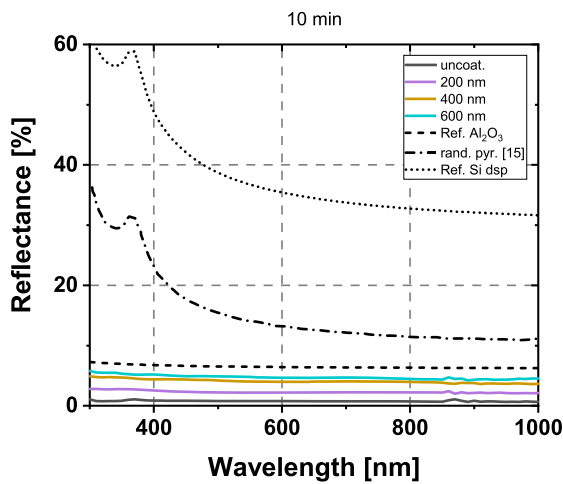 10 min
60
40
20
0
Reflectance [%]
uncoat.
200 nm
400 nm
600 nm
Ref. Al₂O₃
rand. pyr. [15]
Ref. Si dsp
400 600 800 1000
Wavelength [nm]